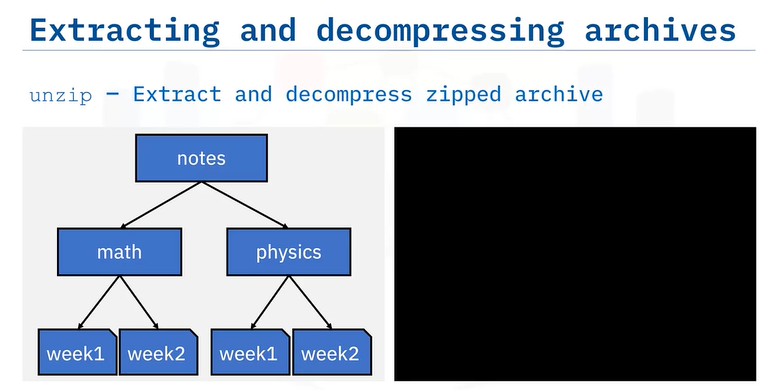 Extracting and decompressing archives
unzip – Extract and decompress zipped archive
notes
math physics
week1 week2 week1 week2